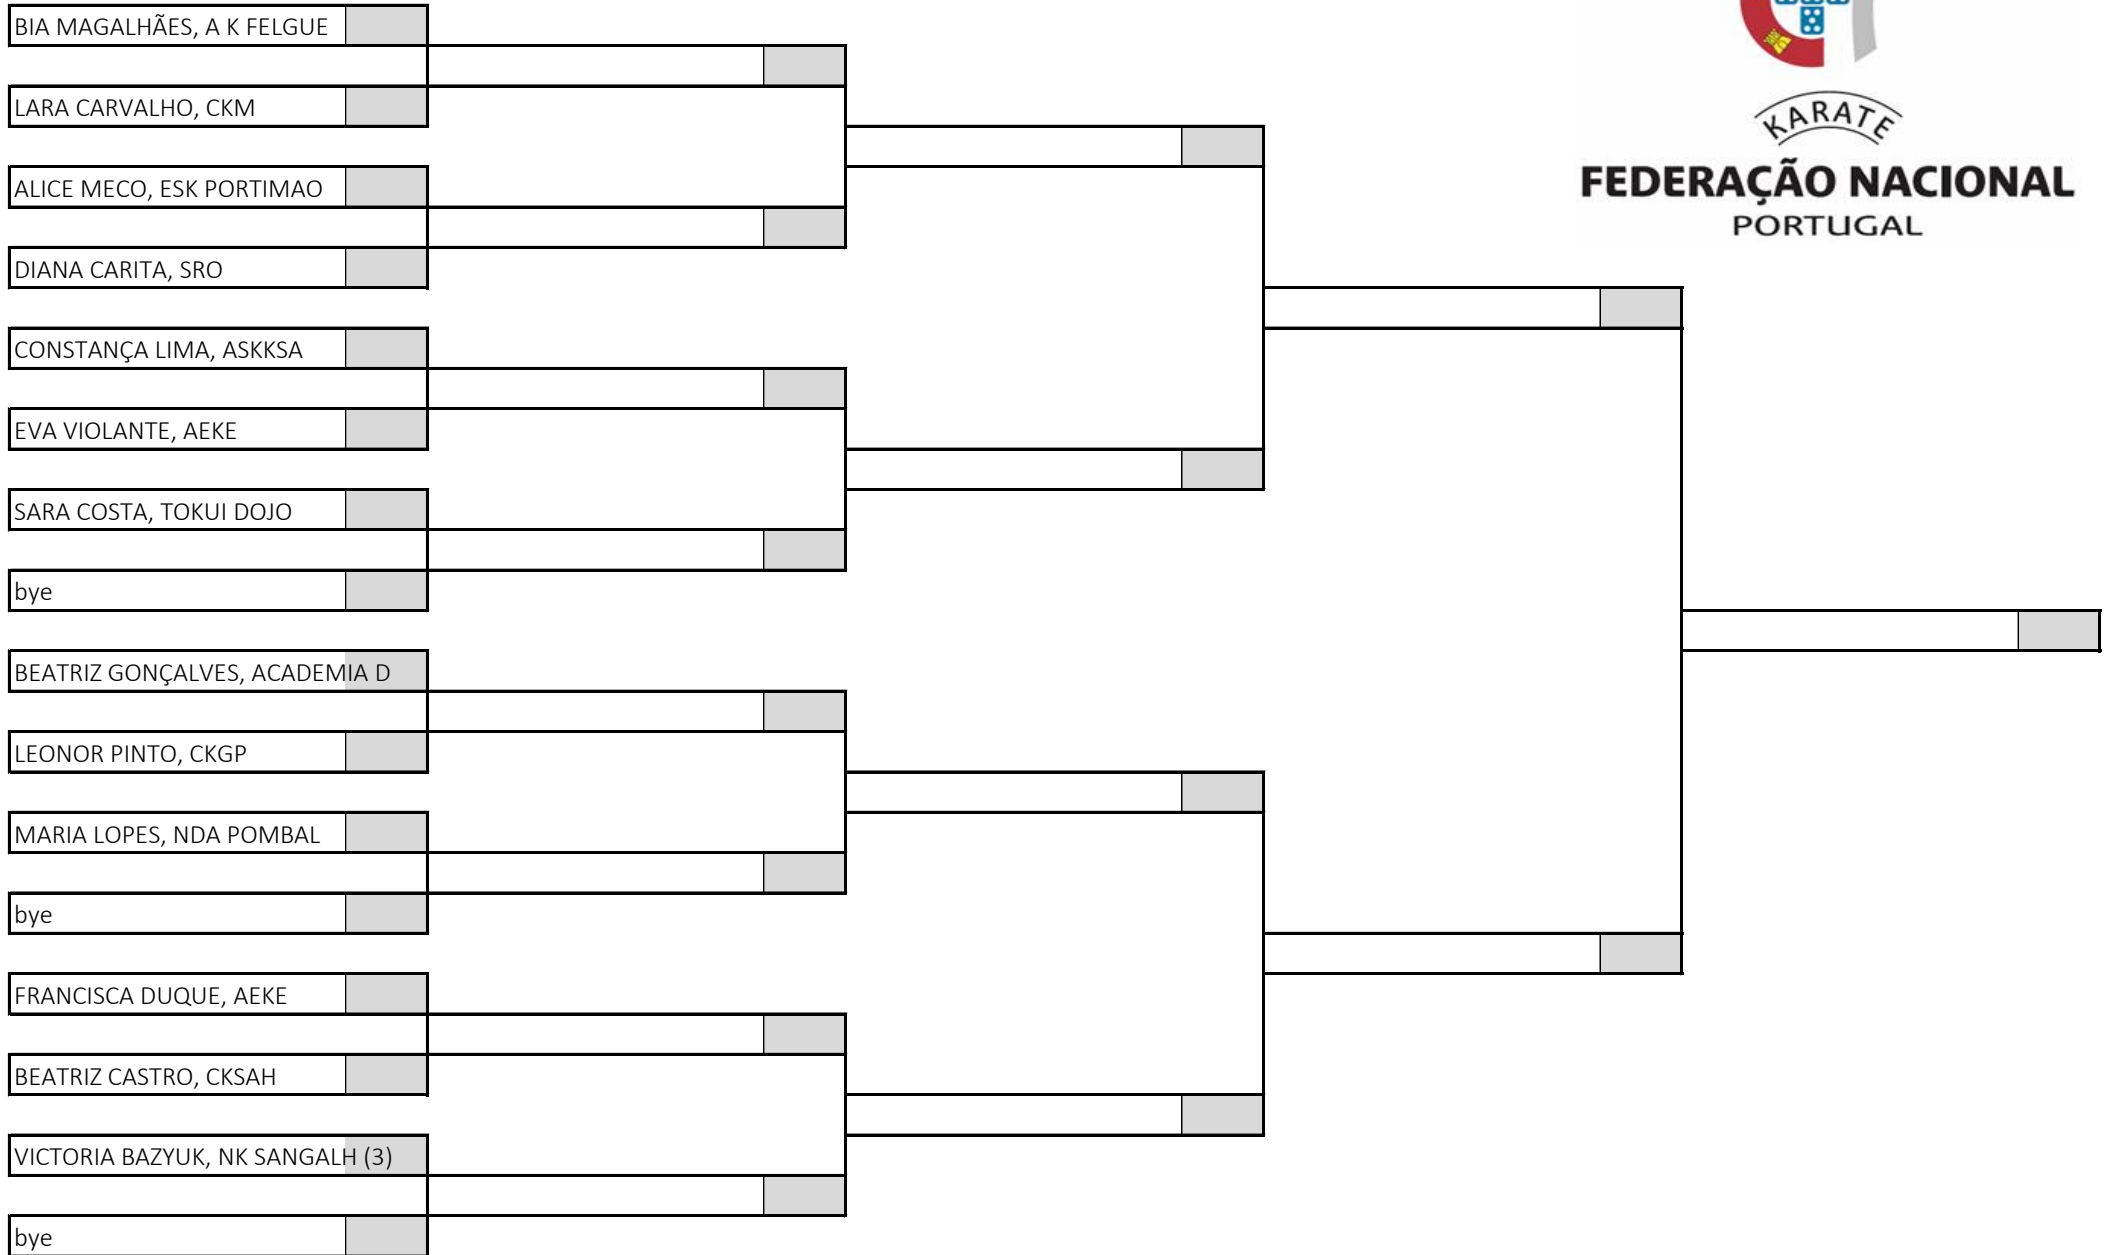 BIA MAGALHÃES, A K FELGUE
LARA CARVALHO, CKM
ALICE MECO, ESK PORTIMAO
DIANA CARITA, SRO
CONSTANÇA LIMA, ASKKSA
EVA VIOLANTE, AEKE
SARA COSTA, TOKUI DOJO
bye
BEATRIZ GONÇALVES, ACADEMIA D
LEONOR PINTO, CKGP
MARIA LOPES, NDA POMBAL
bye
FRANCISCA DUQUE, AEKE
BEATRIZ CASTRO, CKSAH
VICTORIA BAZYUK, NK SANGALH (3)
bye
KARATE
FEDERAÇÃO NACIONAL
PORTUGAL